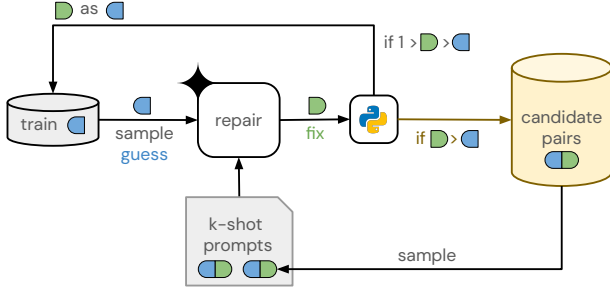 as
if 1 > >
train
sample
guess
repair
fix
if >
candidate
pairs
k-shot
prompts
sample